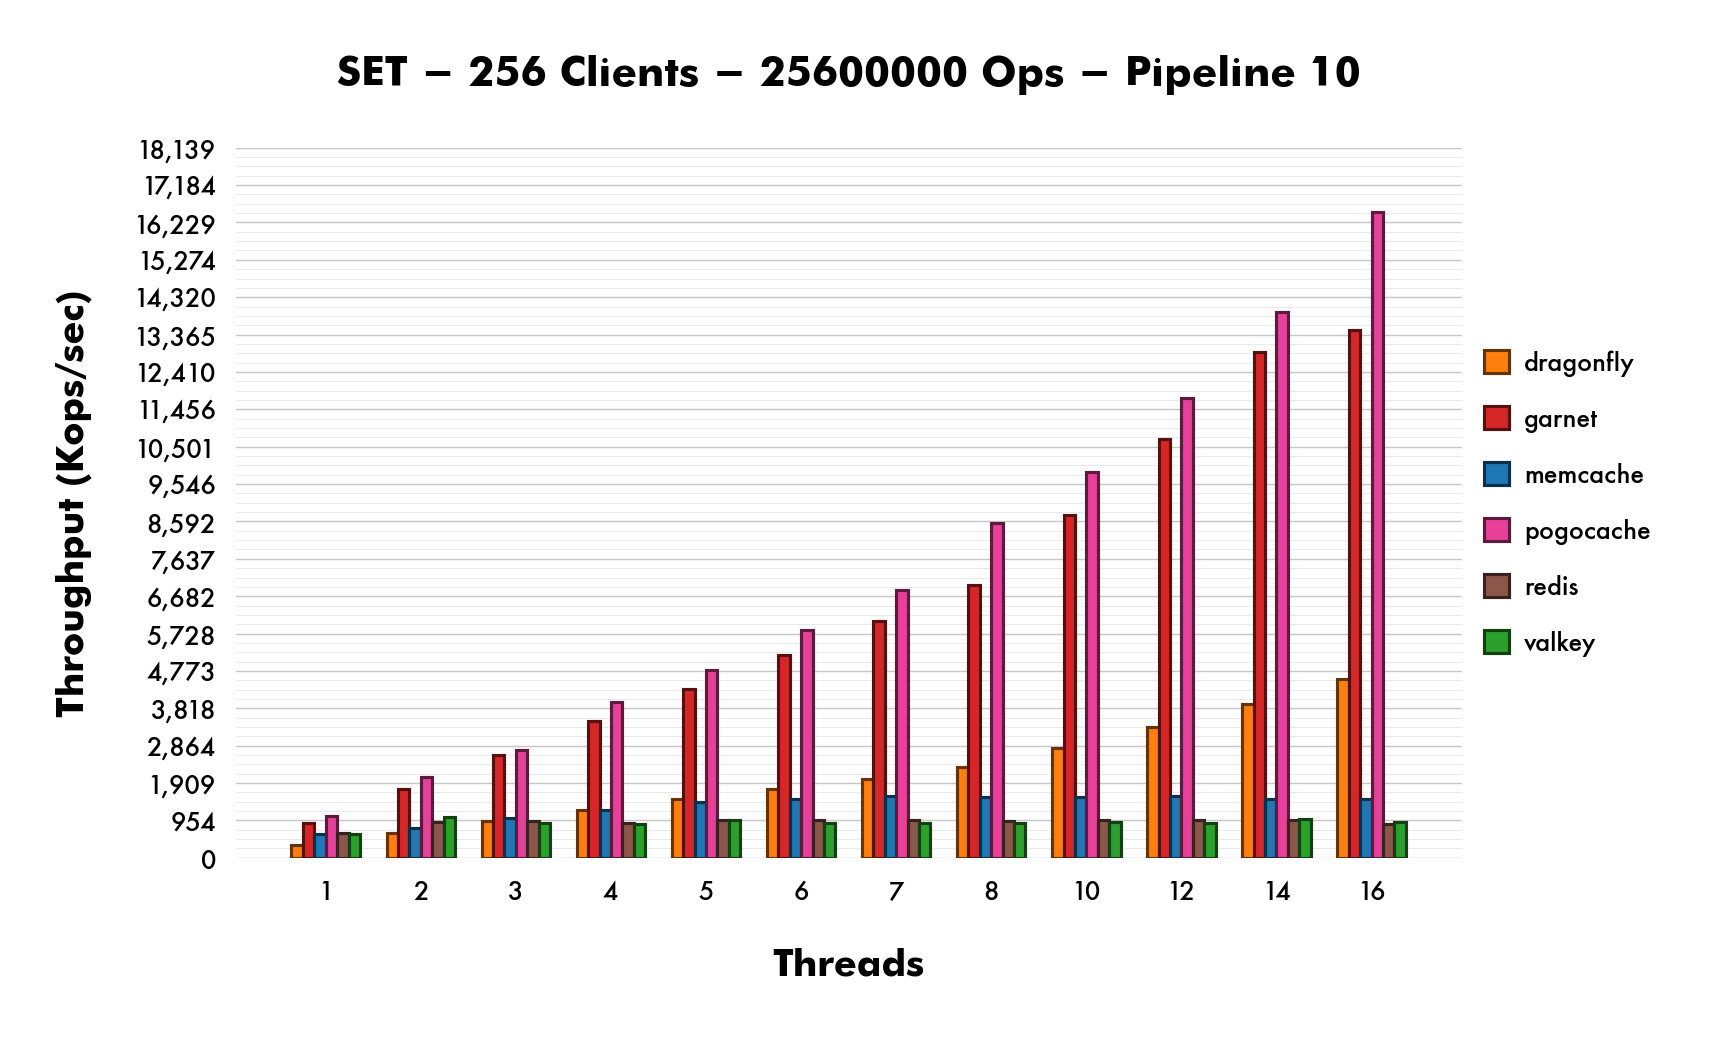 SET – 256 Clients – 25600000 Ops – Pipeline 10
18,139
17,184
16,229
15,274
14,320
13,365
12,410
11,456
10,501
9,546
8,592
7,637
6,682
5,728
4,773
3,818
2,864
1,909
954
0
Throughput (Kops/sec)
1 2 3 4 5 6 7 8 10 12 14 16
Threads
dragonfly
garnet
memcache
pogocache
redis
valkey